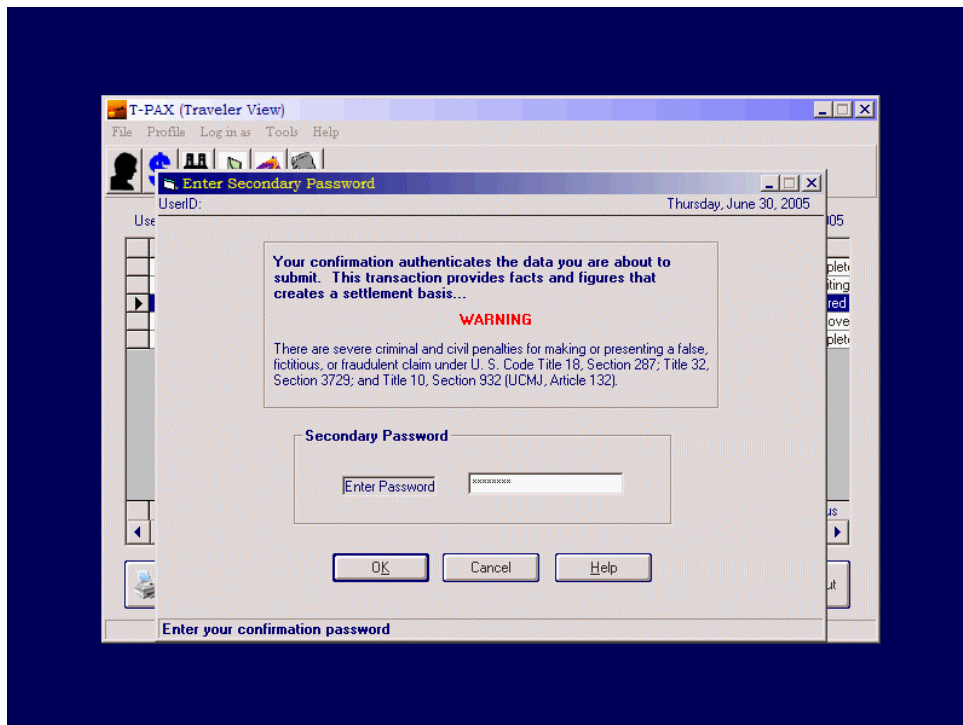 T-PAX (Traveler View)
File Profile Log in as Tools Help
Enter Secondary Password
UserID: Thursday, June 30, 2005
Your confirmation authenticates the data you are about to
submit. This transaction provides facts and figures that
creates a settlement basis...
WARNING
There are severe criminal and civil penalties for making or presenting a false,
fictitious, or fraudulent claim under U. S. Code Title 18, Section 287; Title 32,
Section 3729; and Title 10, Section 932 (UCMJ, Article 132).
Secondary Password
Enter Password xxxxxxxx
OK Cancel Help
Enter your confirmation password